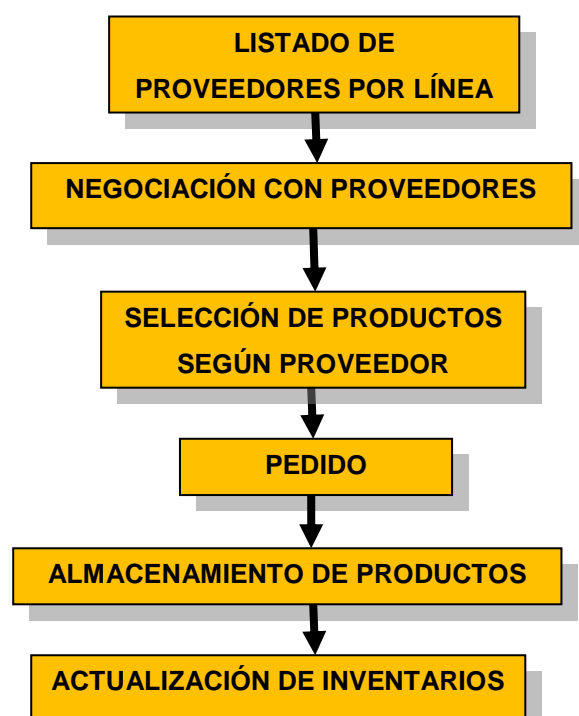 LISTADO DE
PROVEEDORES POR LÍNEA
NEGOCIACIÓN CON PROVEEDORES
SELECCIÓN DE PRODUCTOS
SEGÚN PROVEEDOR
PEDIDO
ALMACENAMIENTO DE PRODUCTOS
ACTUALIZACIÓN DE INVENTARIOS